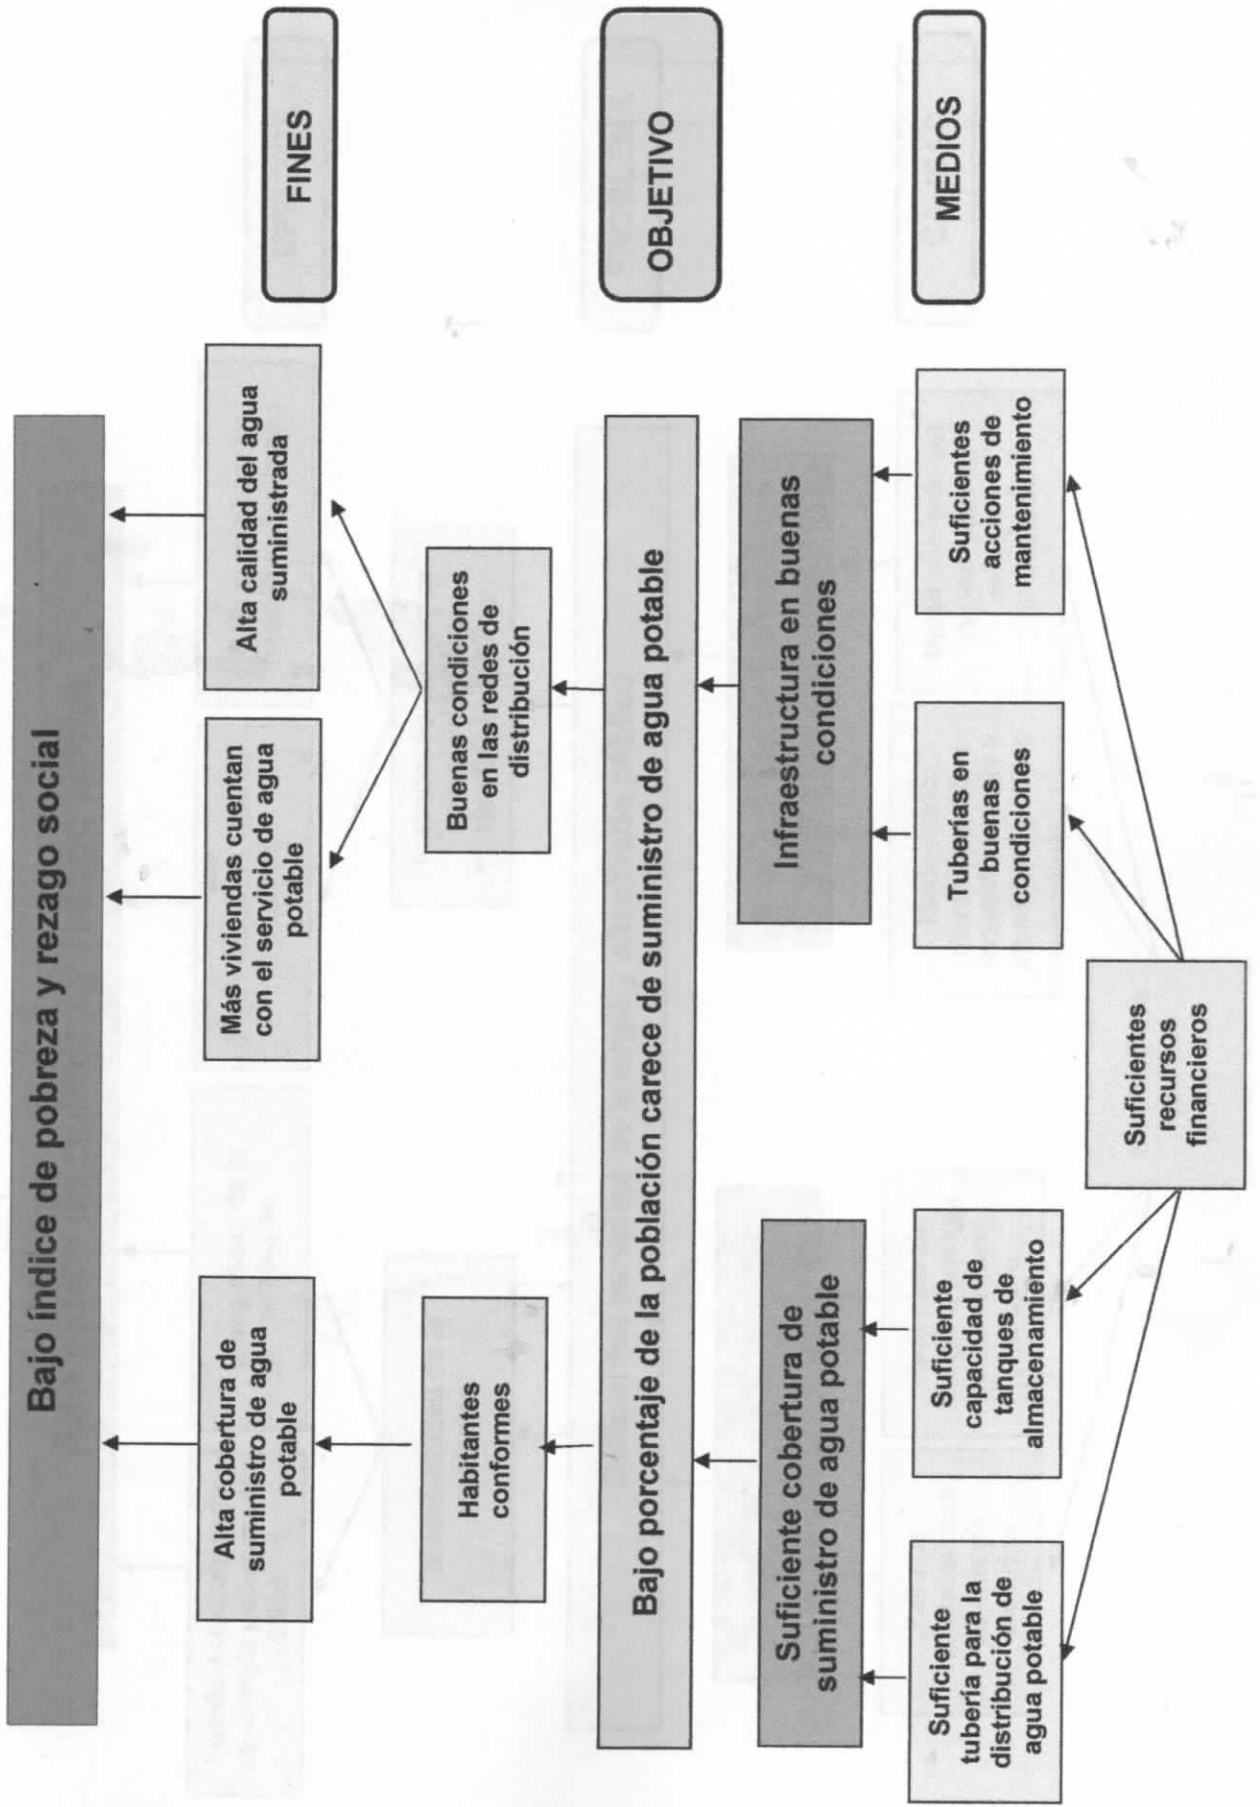 Bajo índice de pobreza y rezago social
FINES
Alta cobertura de
suministro de agua
potable
Más viviendas cuentan
con el servicio de agua
potable
Alta calidad del agua
suministrada
Habitantes
conformes
Buenas condiciones
en las redes de
distribución
OBJETIVO
Bajo porcentaje de la población carece de suministro de agua potable
Suficiente cobertura de
suministro de agua potable
Infraestructura en buenas
condiciones
MEDIOS
Suficiente
tubería para la
distribución de
agua potable
Suficiente
capacidad de
tanques de
almacenamiento
Tuberías en
buenas
condiciones
Suficientes
acciones de
mantenimiento
Suficientes
recursos
financieros